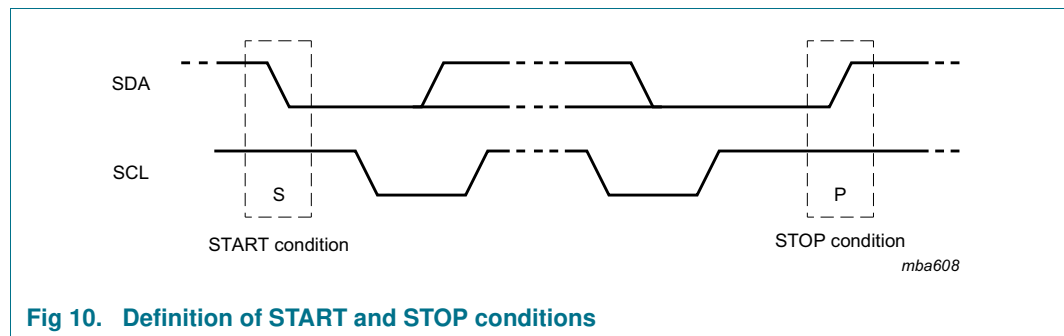 SDA
SCL
S
P
START condition
STOP condition
mba608
Fig 10. Definition of START and STOP conditions